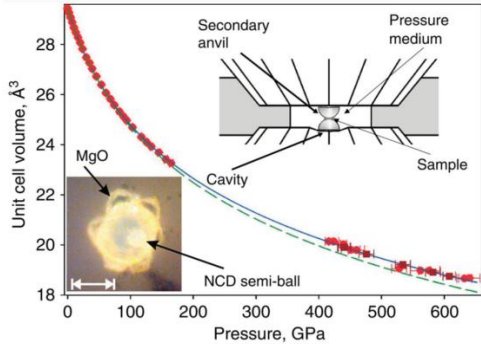 Unit cell volume, Å³
28
26
24
22
20
18
Secondary
anvil
Pressure
medium
Cavity
Sample
MgO
NCD semi-ball
0
100
200
300
400
500
600
Pressure, GPa